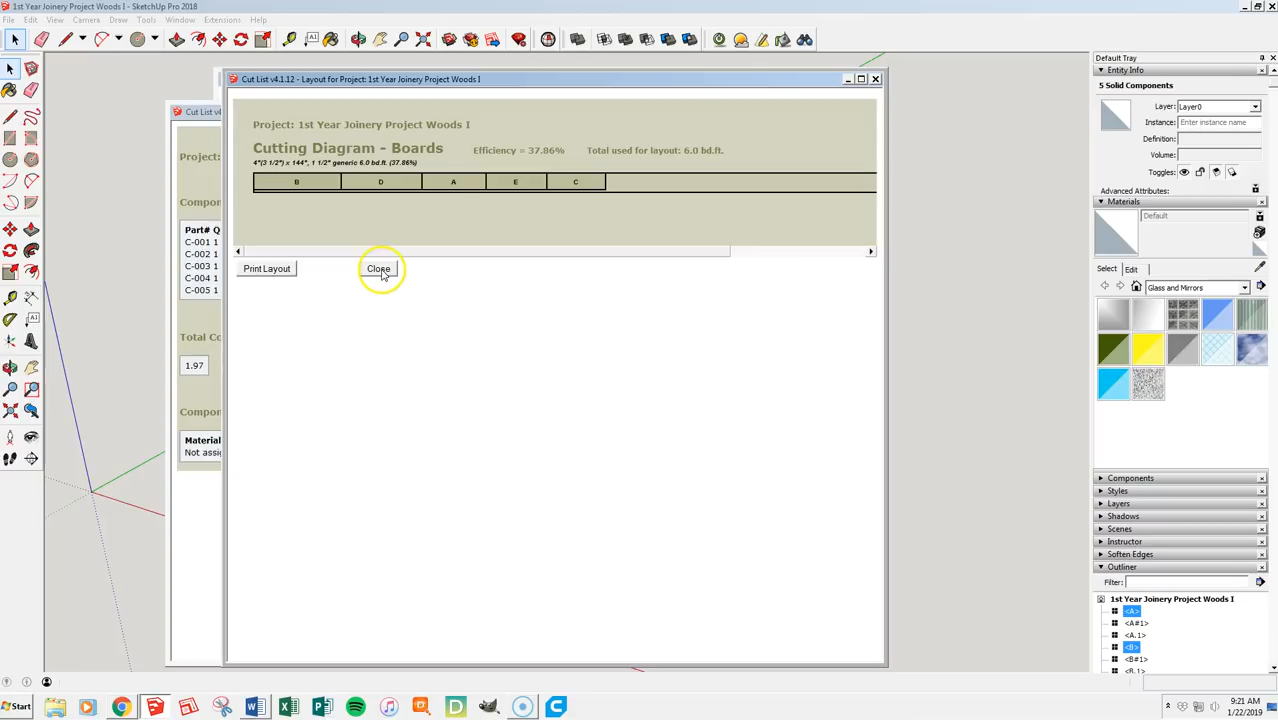 1st Year Joinery Project Woods I - SketchUp Pro 2018
File Edit View Camera Draw Tools Window Extensions Help
Default Tray
Entity Info
5 Solid Components
Layer: Layer0
Instance: Enter instance name
Definition:
Volume:
Toggles:
Advanced Attributes:
Materials
Default
Select Edit
Glass and Mirrors
Components
Styles
Layers
Shadows
Scenes
Instructor
Soften Edges
Outliner
Filter:
1st Year Joinery Project Woods I
<A>
<A#1>
<A.1>
<B>
<B#1>
<B.1>
Cut List v4
Project:
Compon
Part# Q
C-001 1
C-002 1
C-003 1
C-004 1
C-005 1
Total Co
1.97
Compon
Material
Not assig
Cut List v4.1.12 - Layout for Project: 1st Year Joinery Project Woods I
Project: 1st Year Joinery Project Woods I
Cutting Diagram - Boards Efficiency = 37.86% Total used for layout: 6.0 bd.ft.
4"(3 1/2") x 144", 1 1/2" generic 6.0 bd.ft. (37.86%)
B D A E C
Print Layout Close
Start
9:21 AM
1/22/2019